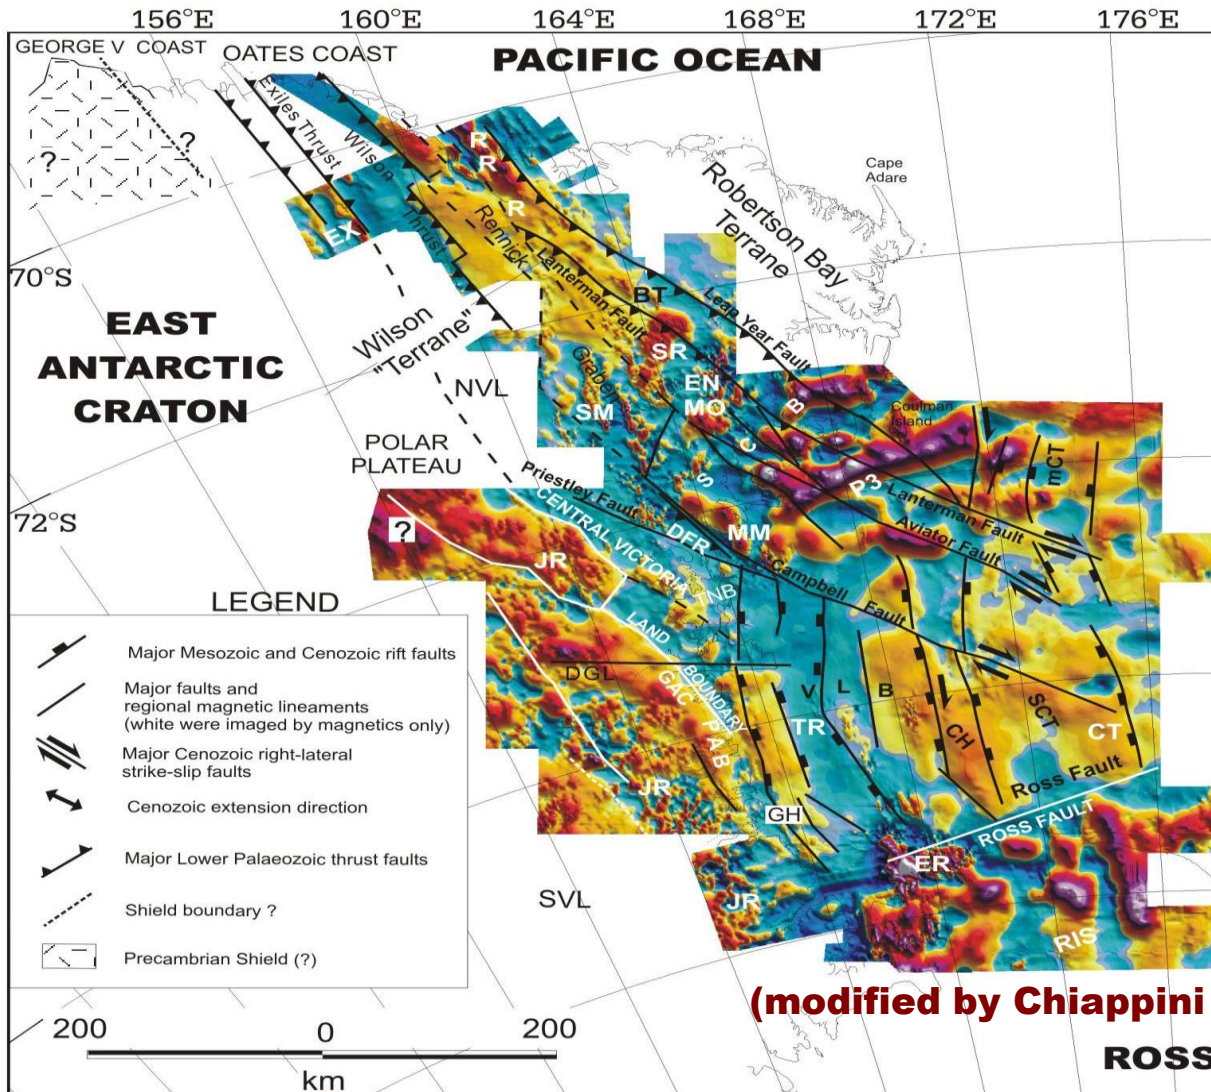 156°E 160°E 164°E 168°E 172°E 176°E
GEORGE V COAST
OATES COAST
PACIFIC OCEAN
Exiles Thrust
Wilson
Thrust
?
?
R
R
R
EX
Rennick
Graben
Cape
Adare
Robertson Bay
Terrane
70°S
EAST
ANTARCTIC
CRATON
Wilson
"Terrane"
Lanterman Fault
BT
Leap Year Fault
SR
EN
MO
SM
NVL
B
C
S
Coulman
Island
mCT
P3
POLAR
PLATEAU
Priestley Fault
Lanterman Fault
Aviator Fault
72°S
?
CENTRAL VICTORIA
LAND
BOUNDARY
DFR
MM
Campbell
Fault
JR
TNB
DGL
GAC
F A B
V L B
TR
CH
SCT
CT
JR
Ross Fault
ROSS FAULT
GH
ER
JR
RIS
SVL
LEGEND
Major Mesozoic and Cenozoic rift faults
Major faults and
regional magnetic lineaments
(white were imaged by magnetics only)
Major Cenozoic right-lateral
strike-slip faults
Cenozoic extension direction
Major Lower Palaeozoic thrust faults
Shield boundary ?
Precambrian Shield (?)
200 0 200
km
(modified by Chiappini
ROSS